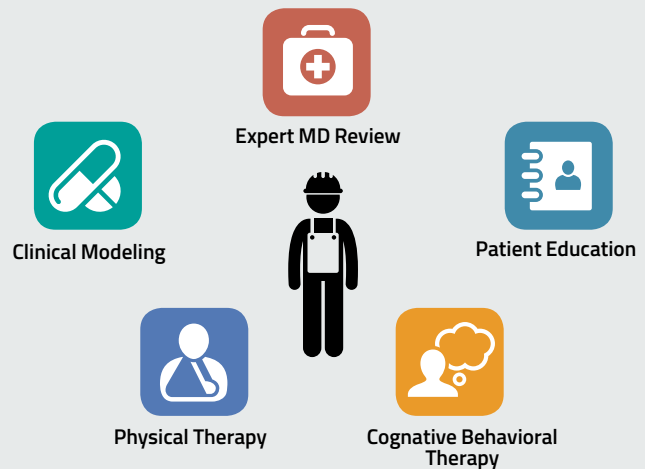 Expert MD Review
Clinical Modeling
Patient Education
Physical Therapy
Cognative Behavioral
Therapy